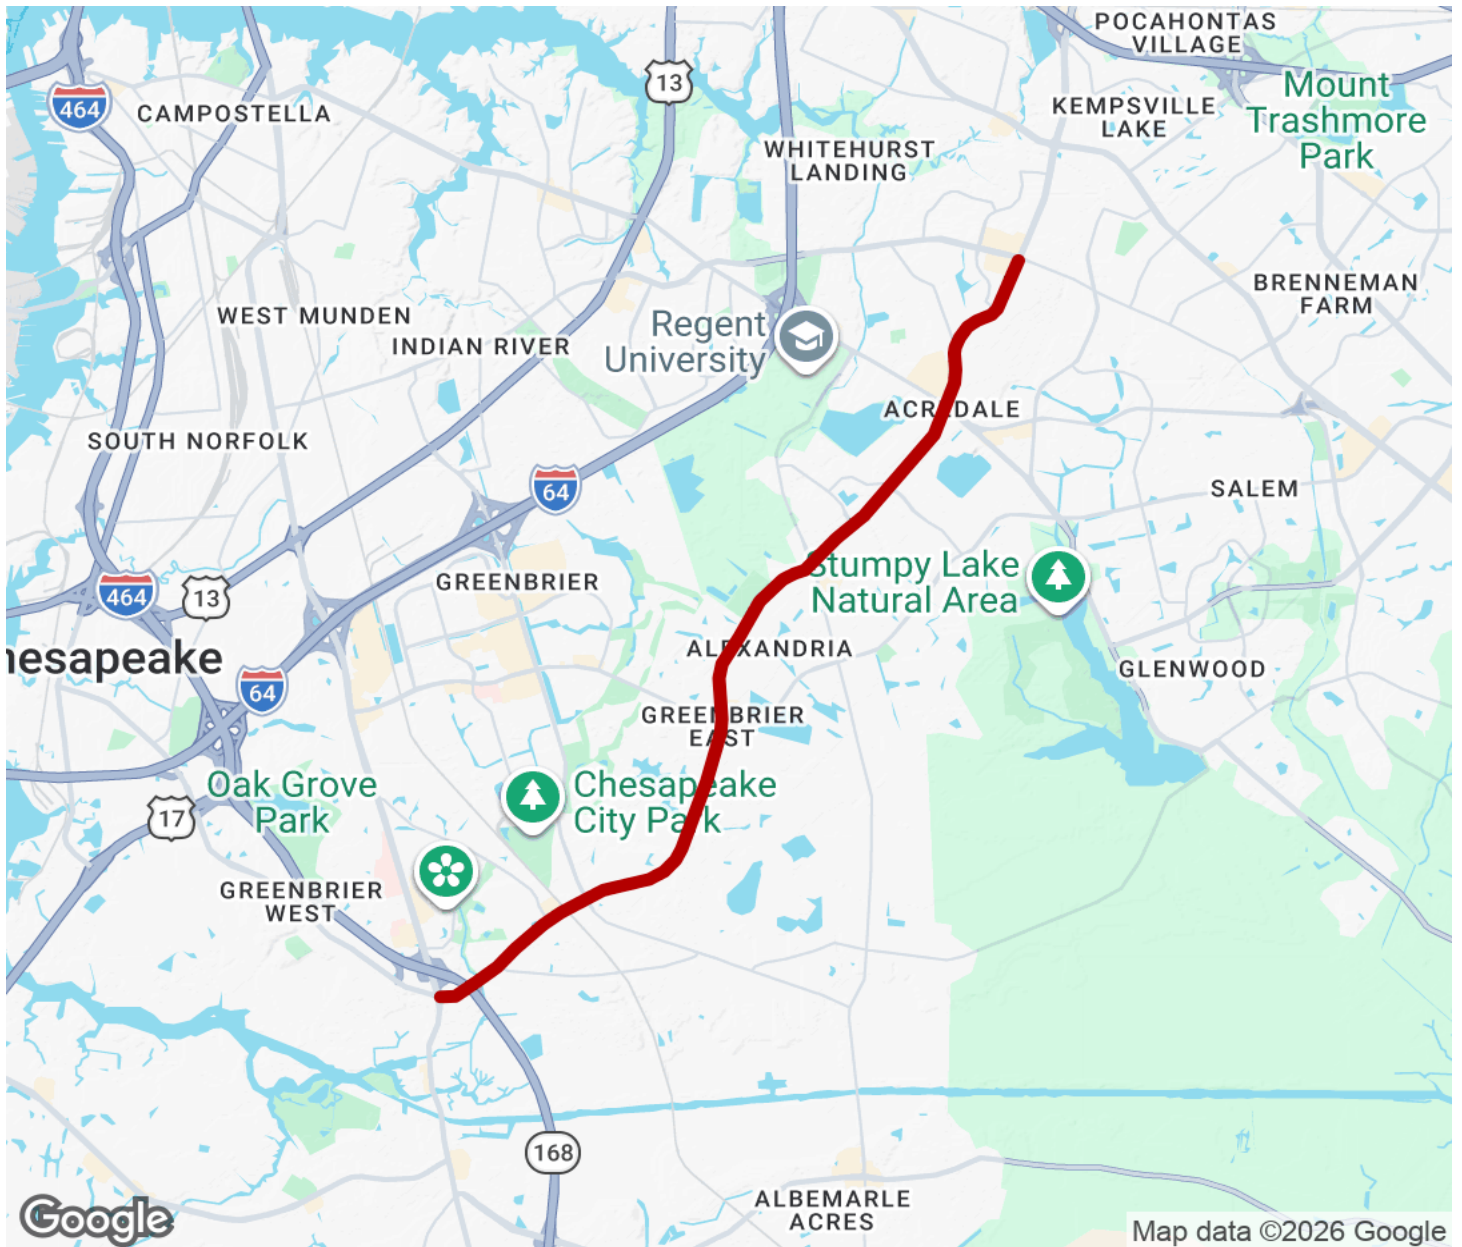 POCAHONTAS
VILLAGE
13
Mount
Trashmore
Park
464
CAMPOSTELLA
KEMPSVILLE
LAKE
WHITEHURST
LANDING
BRENNEMAN
FARM
WEST MUNDEN
INDIAN RIVER
Regent
University
ACREDALE
SOUTH NORFOLK
64
SALEM
GREENBRIER
Stumpy Lake
Natural Area
464
13
ALEXANDRIA
hesapeake
GLENWOOD
64
GREENBRIER
EAST
Oak Grove
Park
Chesapeake
City Park
17
GREENBRIER
WEST
168
ALBEMARLE
ACRES
Google
Map data ©2026 Google